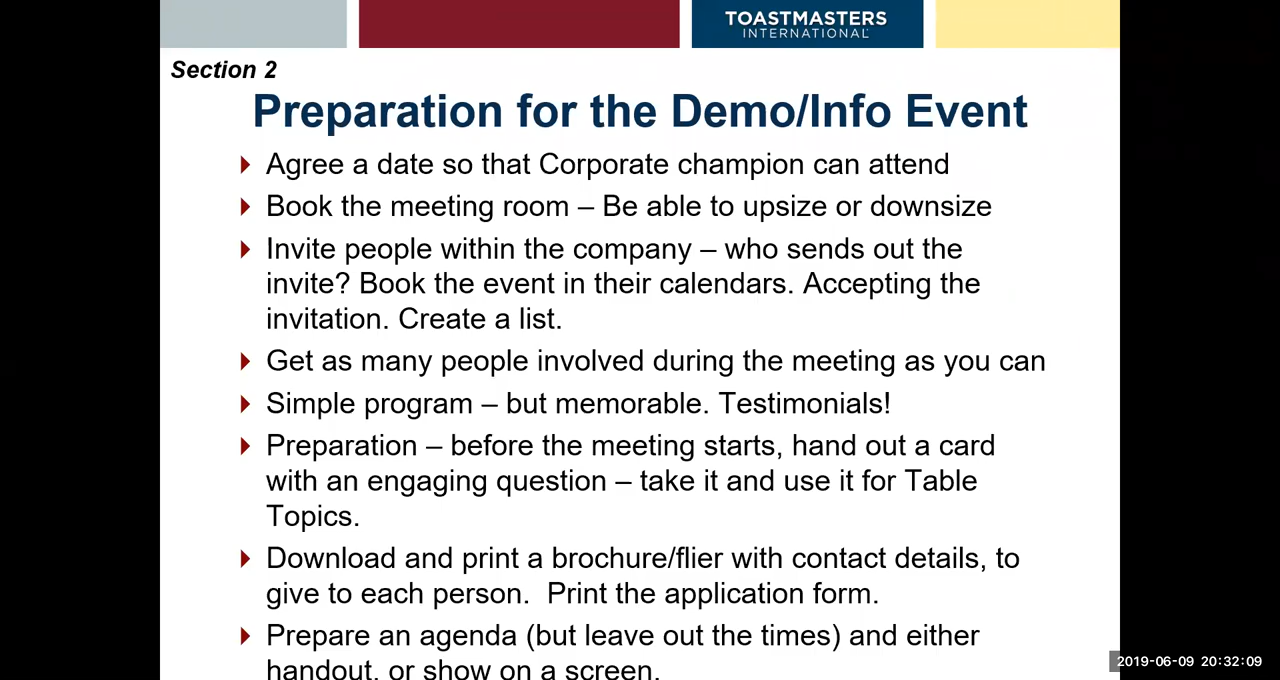 TOASTMASTERS
INTERNATIONAL
Section 2
Preparation for the Demo/Info Event
Agree a date so that Corporate champion can attend
Book the meeting room – Be able to upsize or downsize
Invite people within the company – who sends out the
invite? Book the event in their calendars. Accepting the
invitation. Create a list.
Get as many people involved during the meeting as you can
Simple program – but memorable. Testimonials!
Preparation – before the meeting starts, hand out a card
with an engaging question – take it and use it for Table
Topics.
Download and print a brochure/flier with contact details, to
give to each person.  Print the application form.
Prepare an agenda (but leave out the times) and either
handout, or show on a screen.
2019-06-09 20:32:09